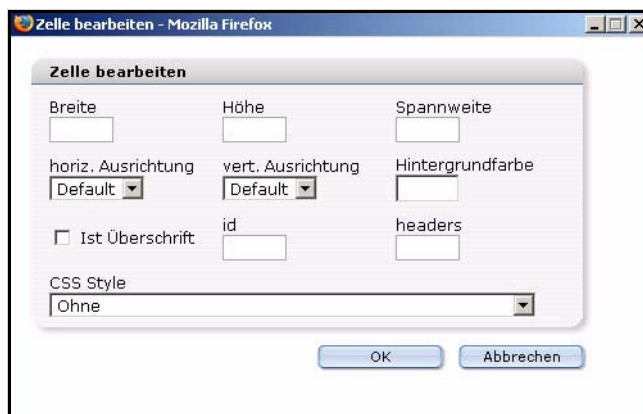 Zelle bearbeiten - Mozilla Firefox
Zelle bearbeiten
Breite Höhe Spannweite
horiz. Ausrichtung vert. Ausrichtung Hintergrundfarbe
Default Default
Ist Überschrift id headers
CSS Style
Ohne
OK Abbrechen